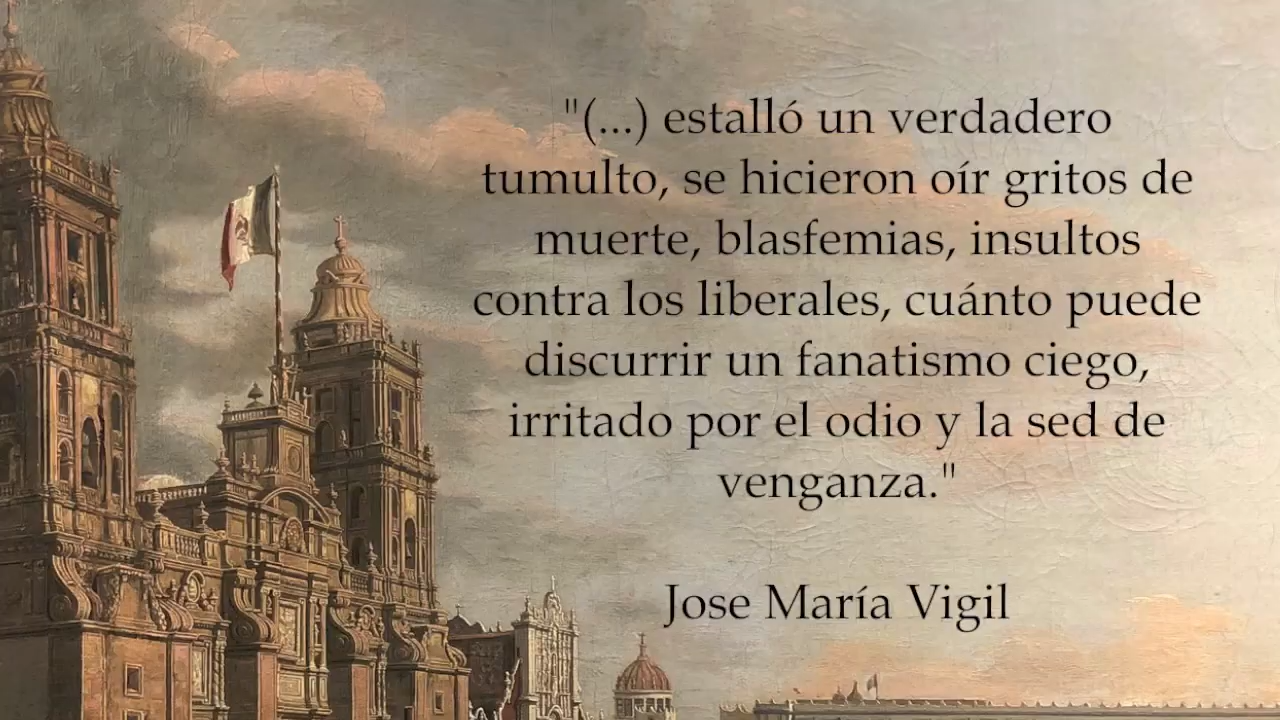 "(...) estalló un verdadero
tumulto, se hicieron oír gritos de
muerte, blasfemias, insultos
contra los liberales, cuánto puede
discurrir un fanatismo ciego,
irritado por el odio y la sed de
venganza."
Jose María Vigil